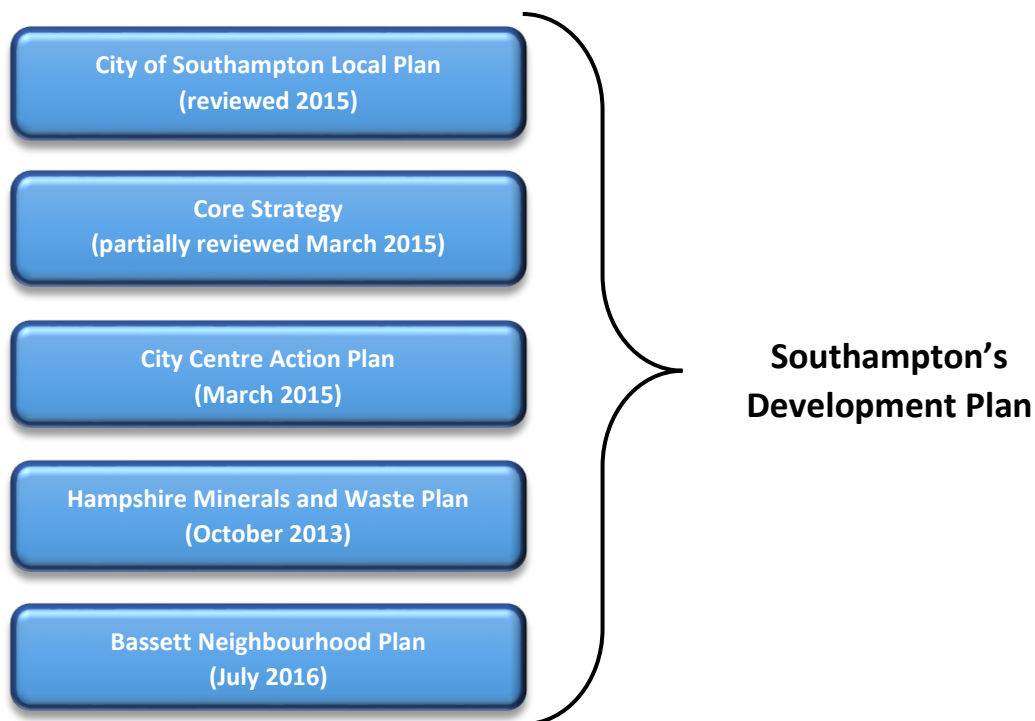 City of Southampton Local Plan
(reviewed 2015)
Core Strategy
(partially reviewed March 2015)
City Centre Action Plan
(March 2015)
Hampshire Minerals and Waste Plan
(October 2013)
Bassett Neighbourhood Plan
(July 2016)
Southampton’s
Development Plan